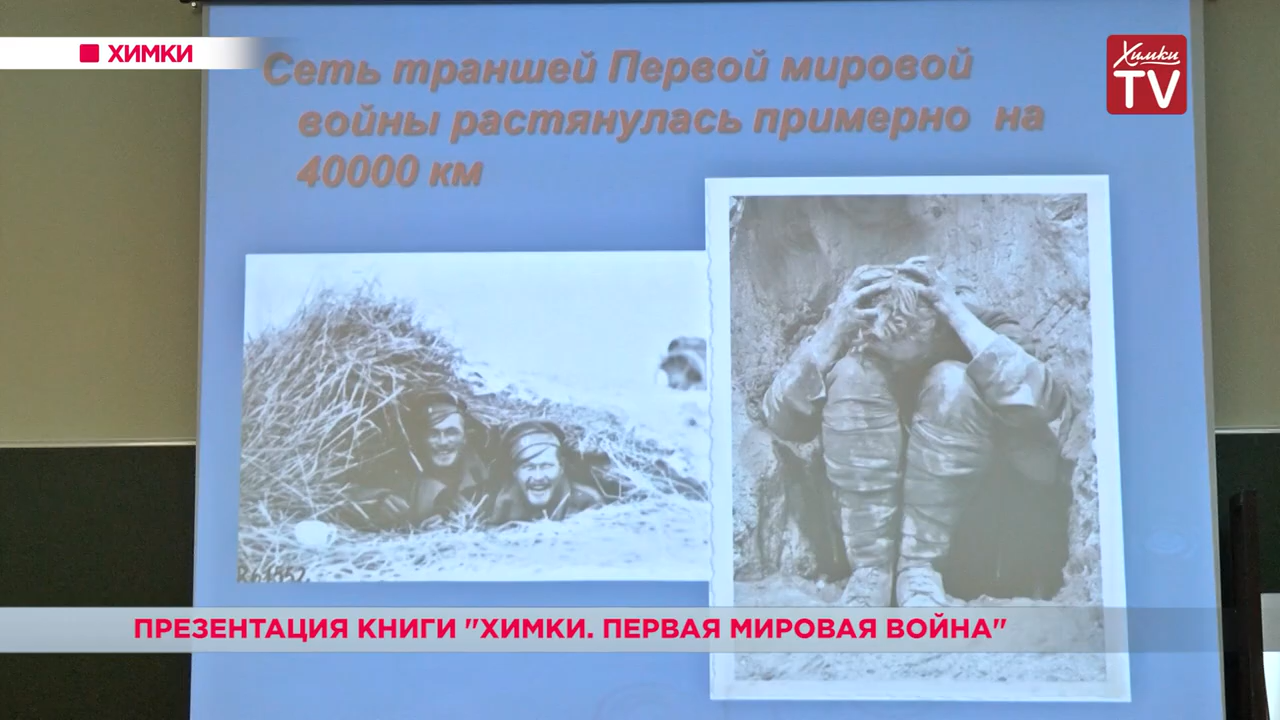 ХИМКИ
Химки
TV
Сеть траншей Первой мировой
войны растянулась примерно на
40000 км
ПРЕЗЕНТАЦИЯ КНИГИ "ХИМКИ. ПЕРВАЯ МИРОВАЯ ВОЙНА"